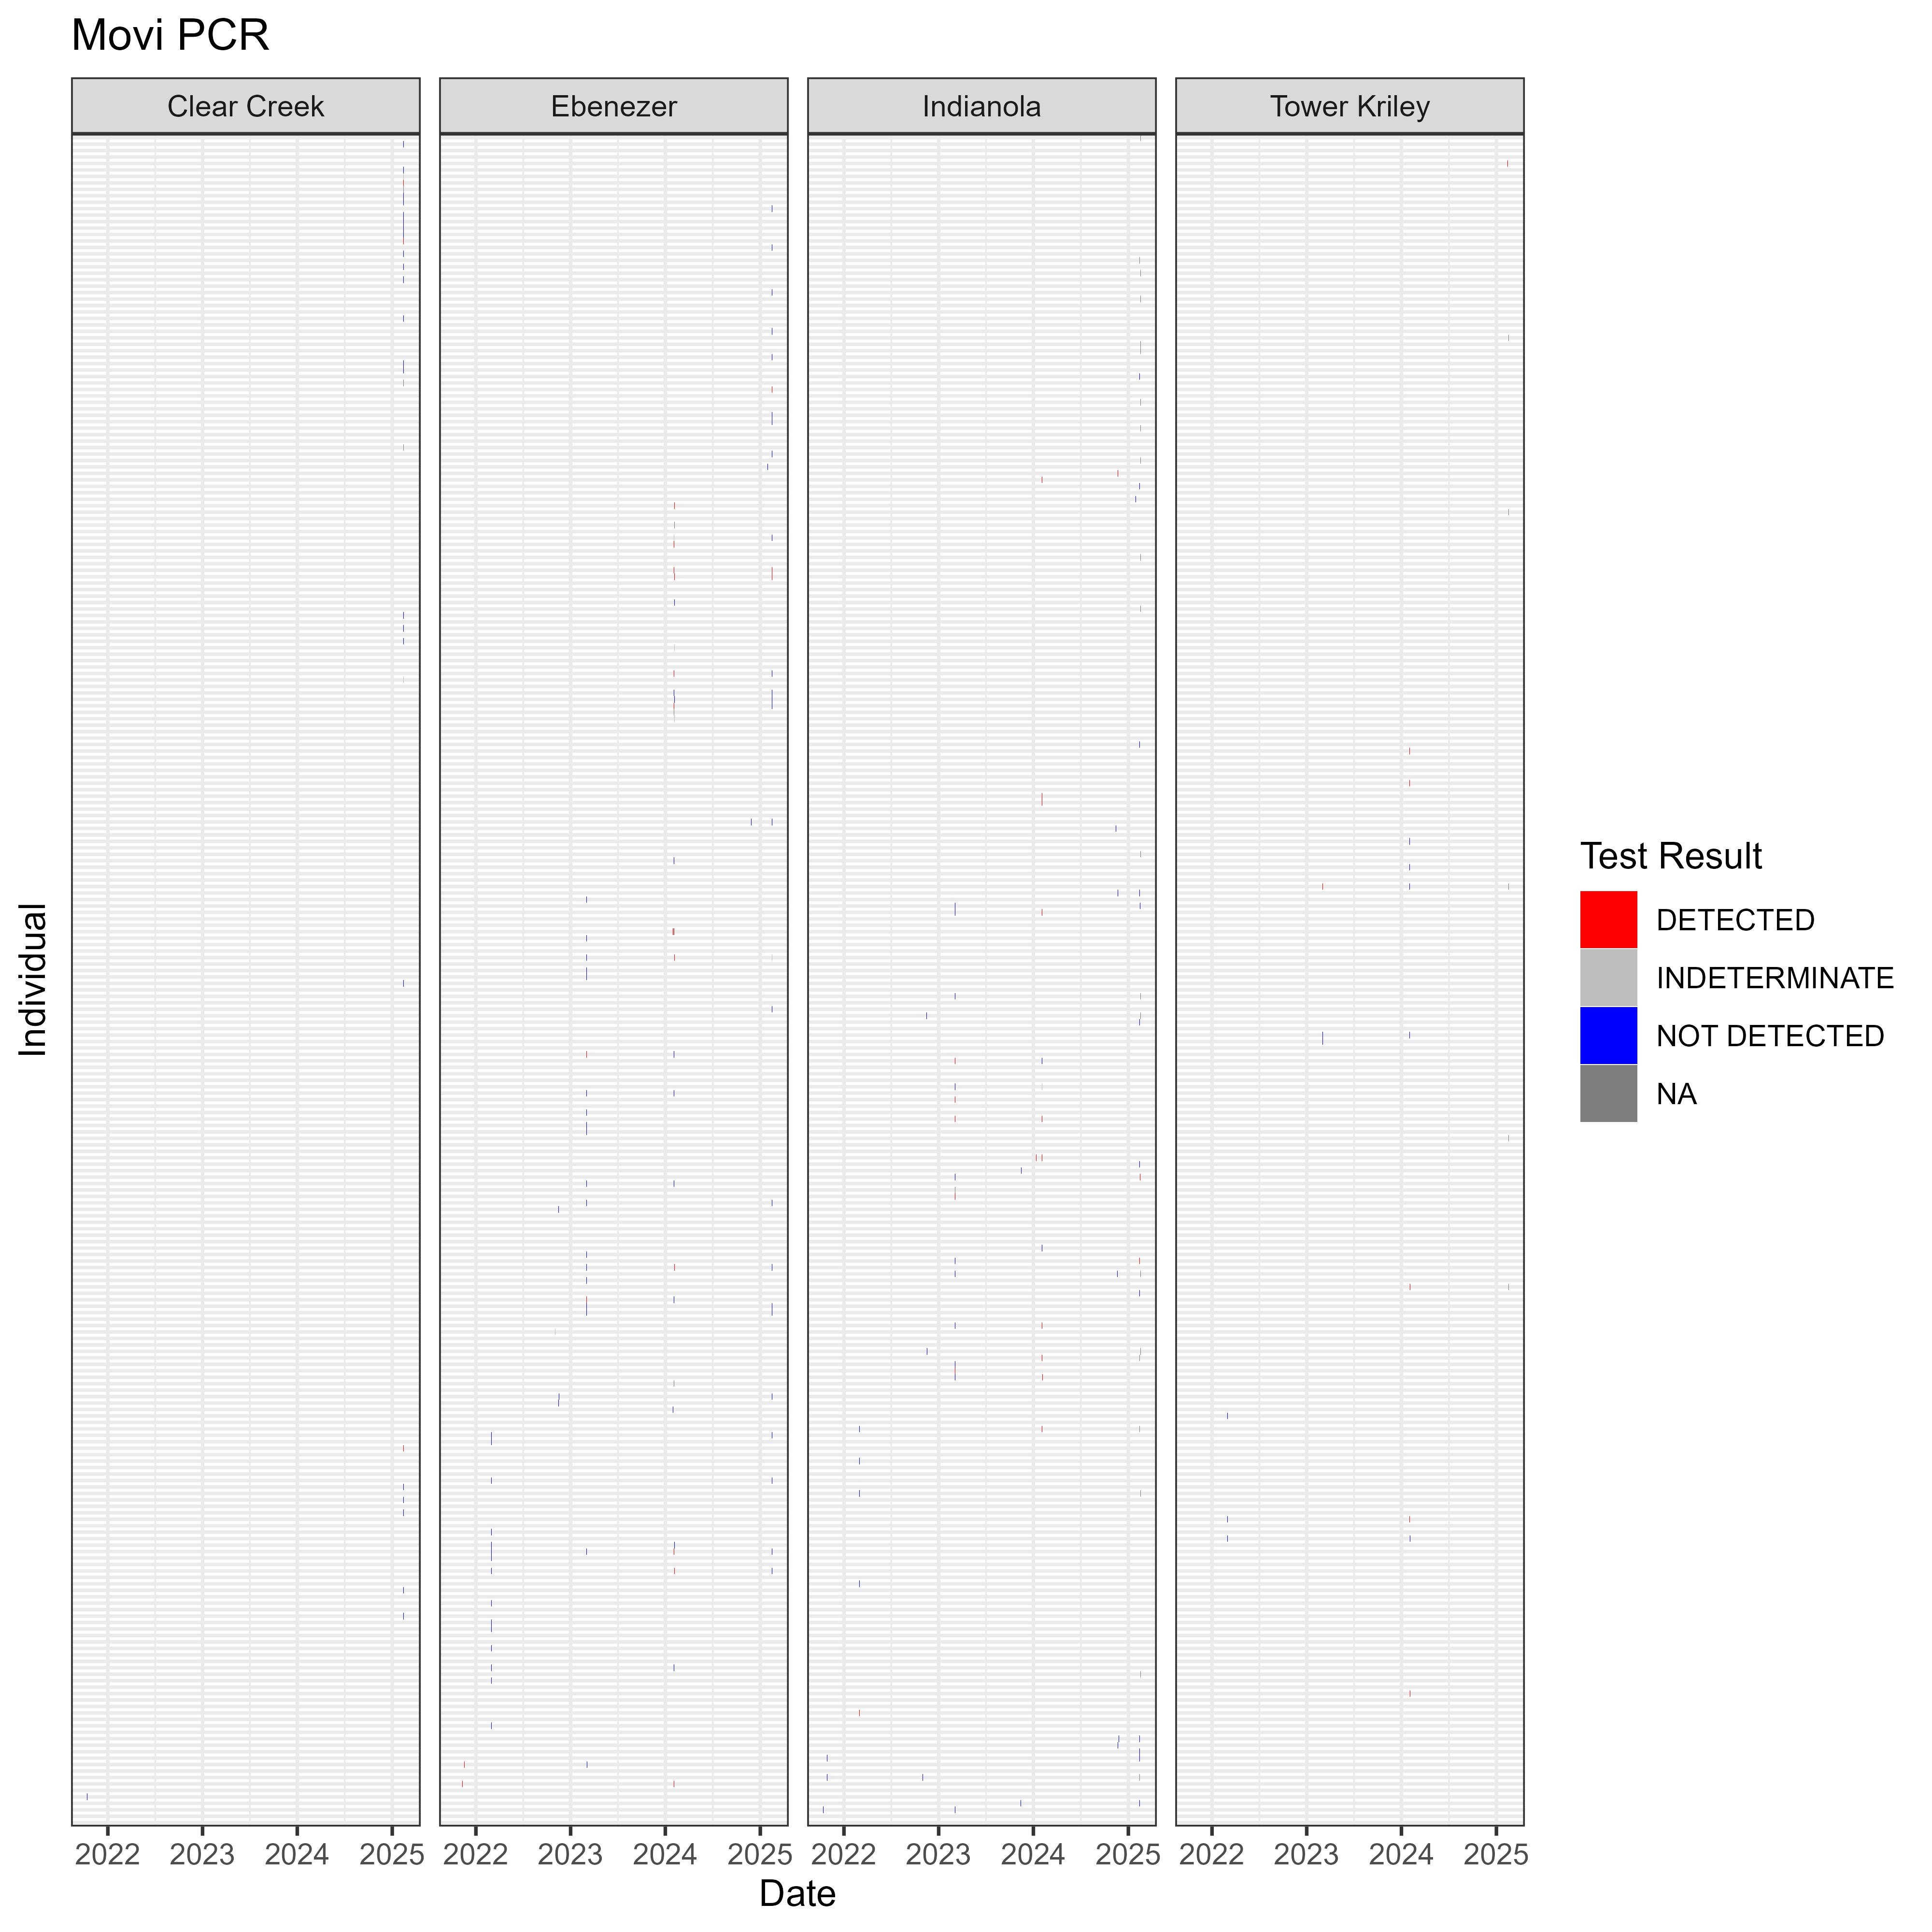 Movi PCR
Clear Creek
Ebenezer
Indianola
Tower Kriley
Individual
2022 2023 2024 2025
2022 2023 2024 2025
2022 2023 2024 2025
2022 2023 2024 2025
Date
Test Result
DETECTED
INDETERMINATE
NOT DETECTED
NA